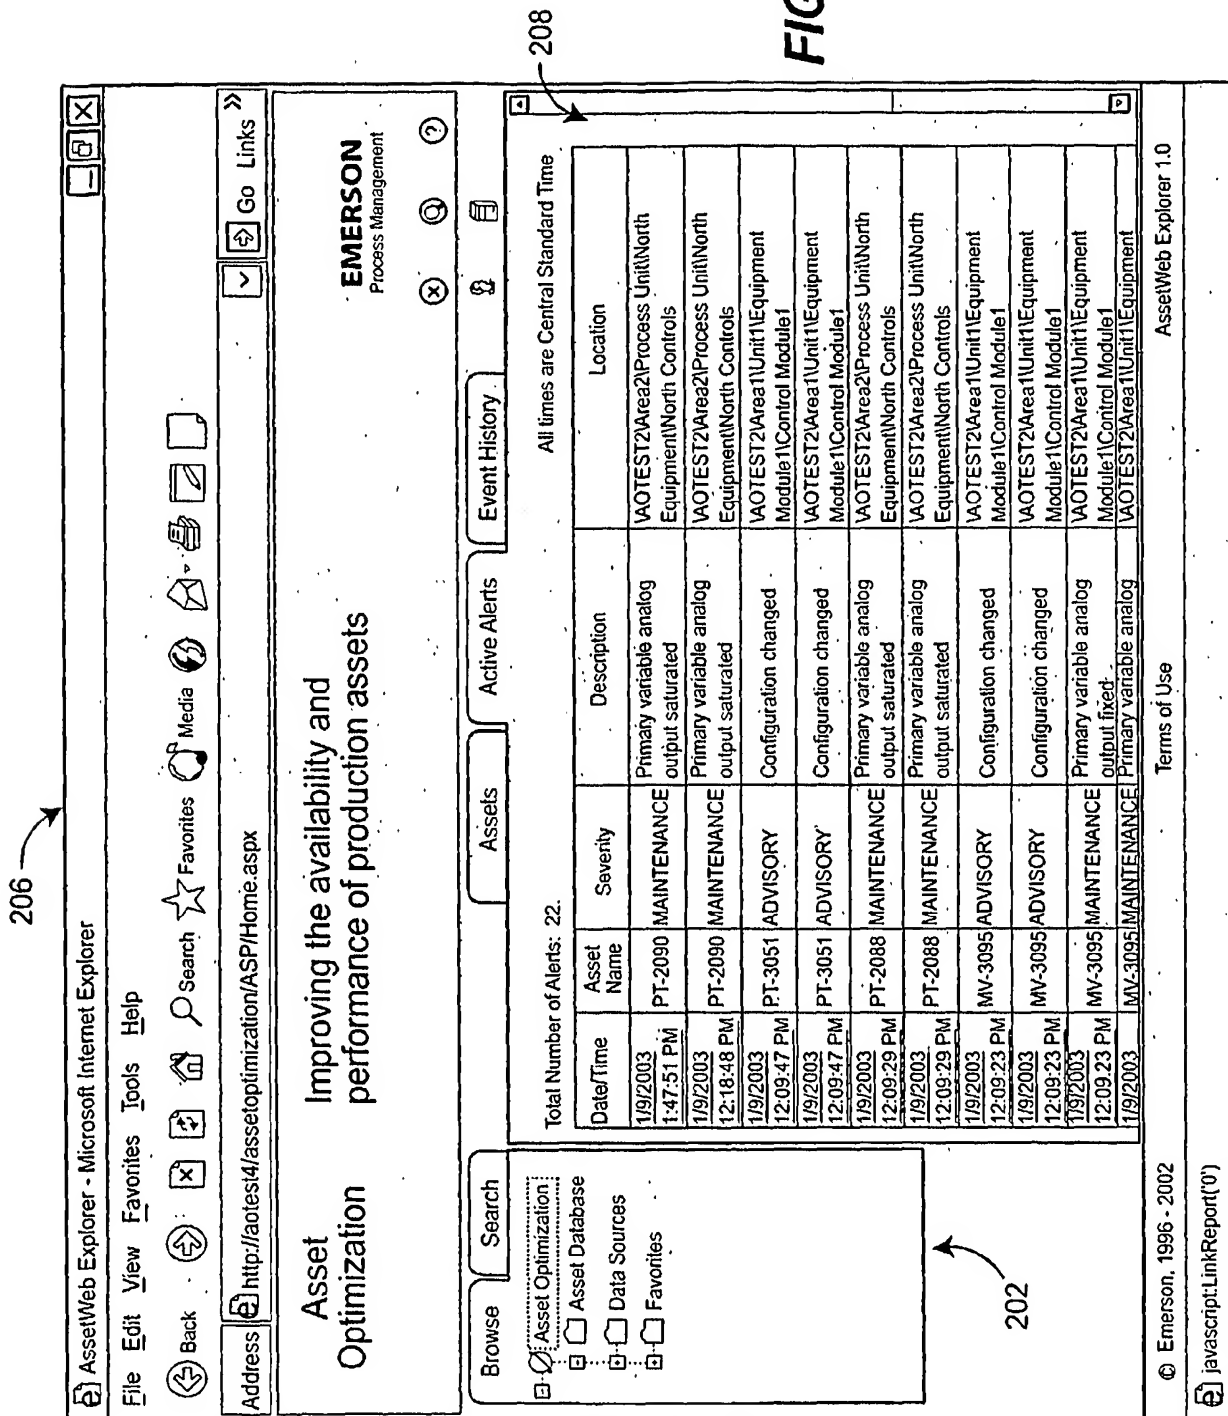 206
AssetWeb Explorer - Microsoft Internet Explorer
File Edit View Favorites Tools Help
Back Search Favorites Media
Address http://aotest4/assetoptimization/ASP/Home.aspx Go Links »
Asset Optimization
Improving the availability and
performance of production assets
EMERSON
Process Management
Browse Search
Assets Active Alerts Event History
Asset Optimization
Asset Database
Data Sources
Favorites
202
208
Total Number of Alerts: 22. All times are Central Standard Time
Date/Time Asset Name Severity Description Location
1/9/2003 1:47:51 PM PT-2090 MAINTENANCE Primary variable analog output saturated \AOTEST2\Area2\Process Unit\North Equipment\North Controls
1/9/2003 12:18:48 PM PT-2090 MAINTENANCE Primary variable analog output saturated \AOTEST2\Area2\Process Unit\North Equipment\North Controls
1/9/2003 12:09:47 PM PT-3051 ADVISORY Configuration changed \AOTEST2\Area1\Unit1\Equipment Module1\Control Module1
1/9/2003 12:09:47 PM PT-3051 ADVISORY Configuration changed \AOTEST2\Area1\Unit1\Equipment Module1\Control Module1
1/9/2003 12:09:29 PM PT-2088 MAINTENANCE Primary variable analog output saturated \AOTEST2\Area2\Process Unit\North Equipment\North Controls
1/9/2003 12:09:29 PM PT-2088 MAINTENANCE Primary variable analog output saturated \AOTEST2\Area2\Process Unit\North Equipment\North Controls
1/9/2003 12:09:23 PM MV-3095 ADVISORY Configuration changed \AOTEST2\Area1\Unit1\Equipment Module1\Control Module1
1/9/2003 12:09:23 PM MV-3095 ADVISORY Configuration changed \AOTEST2\Area1\Unit1\Equipment Module1\Control Module1
1/9/2003 12:09:23 PM MV-3095 MAINTENANCE Primary variable analog output fixed \AOTEST2\Area1\Unit1\Equipment Module1\Control Module1
1/9/2003 MV-3095 MAINTENANCE Primary variable analog \AOTEST2\Area1\Unit1\Equipment
© Emerson, 1996 - 2002 Terms of Use AssetWeb Explorer 1.0
javascript:LinkReport('0')
FIG